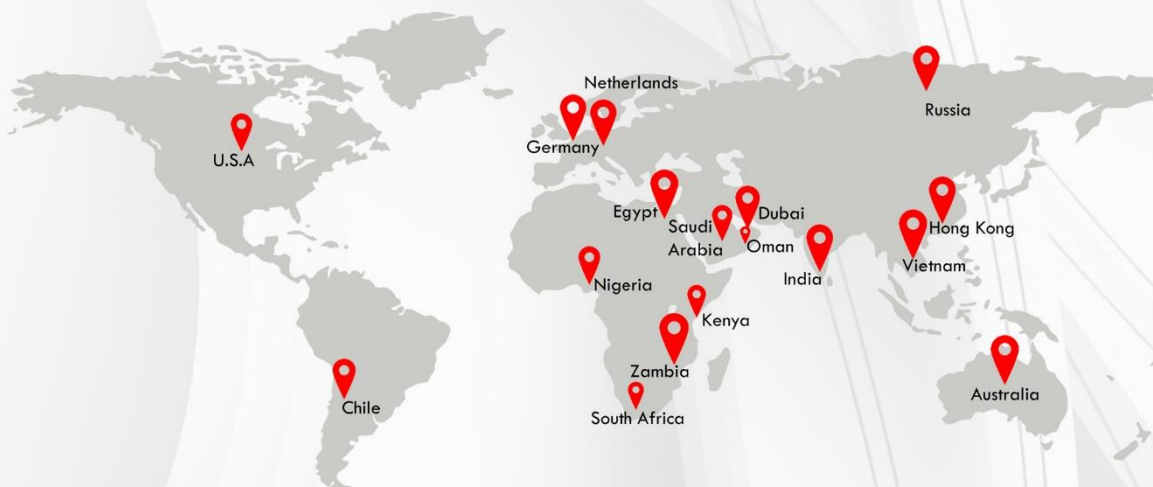 Netherlands
Russia
Germany
U.S.A
Egypt
Dubai
Saudi
Arabia
Oman
Hong Kong
Vietnam
India
Nigeria
Kenya
Zambia
Australia
Chile
South Africa